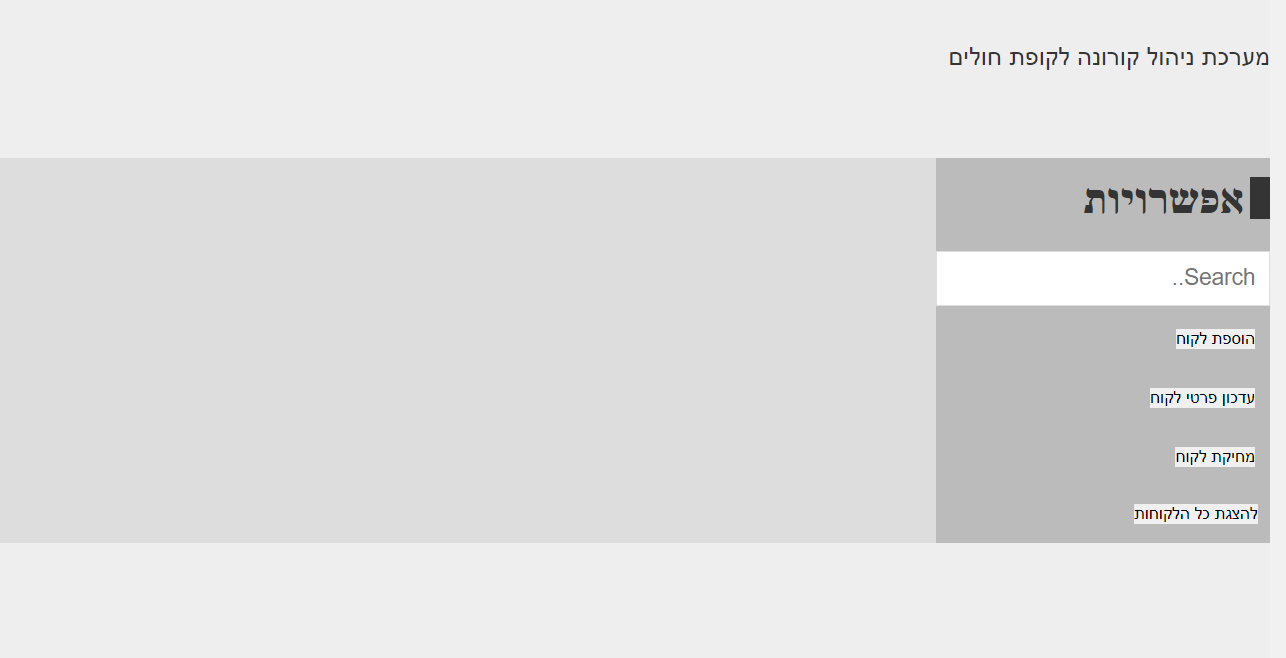 מערכת ניהול קורונה לקופת חולים
אפשרויות
Search..
הוספת לקוח
עדכון פרטי לקוח
מחיקת לקוח
להצגת כל הלקוחות